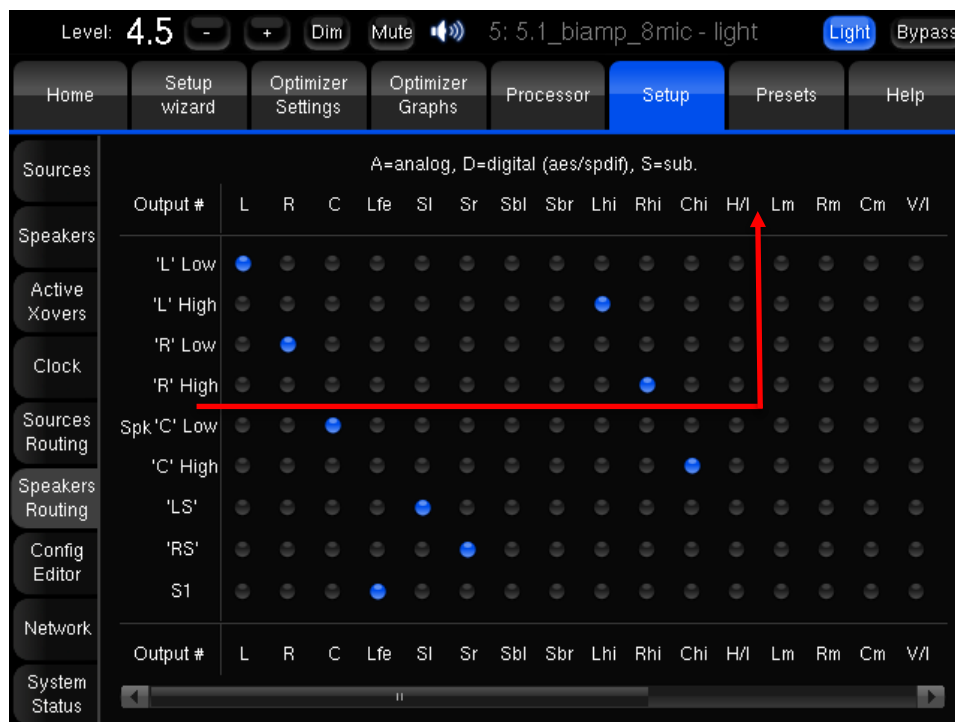 Level: 4.5 - + Dim Mute 5: 5.1_biamp_8mic - light Light Bypass
Home Setup wizard Optimizer Settings Optimizer Graphs Processor Setup Presets Help
Sources
Speakers
Active
Xovers
Clock
Sources
Routing
Speakers
Routing
Config
Editor
Network
System
Status
A=analog, D=digital (aes/spdif), S=sub.
Output # L R C Lfe Sl Sr Sbl Sbr Lhi Rhi Chi H/I Lm Rm Cm V/I
'L' Low
'L' High
'R' Low
'R' High
Spk 'C' Low
'C' High
'LS'
'RS'
S1
Output # L R C Lfe Sl Sr Sbl Sbr Lhi Rhi Chi H/I Lm Rm Cm V/I